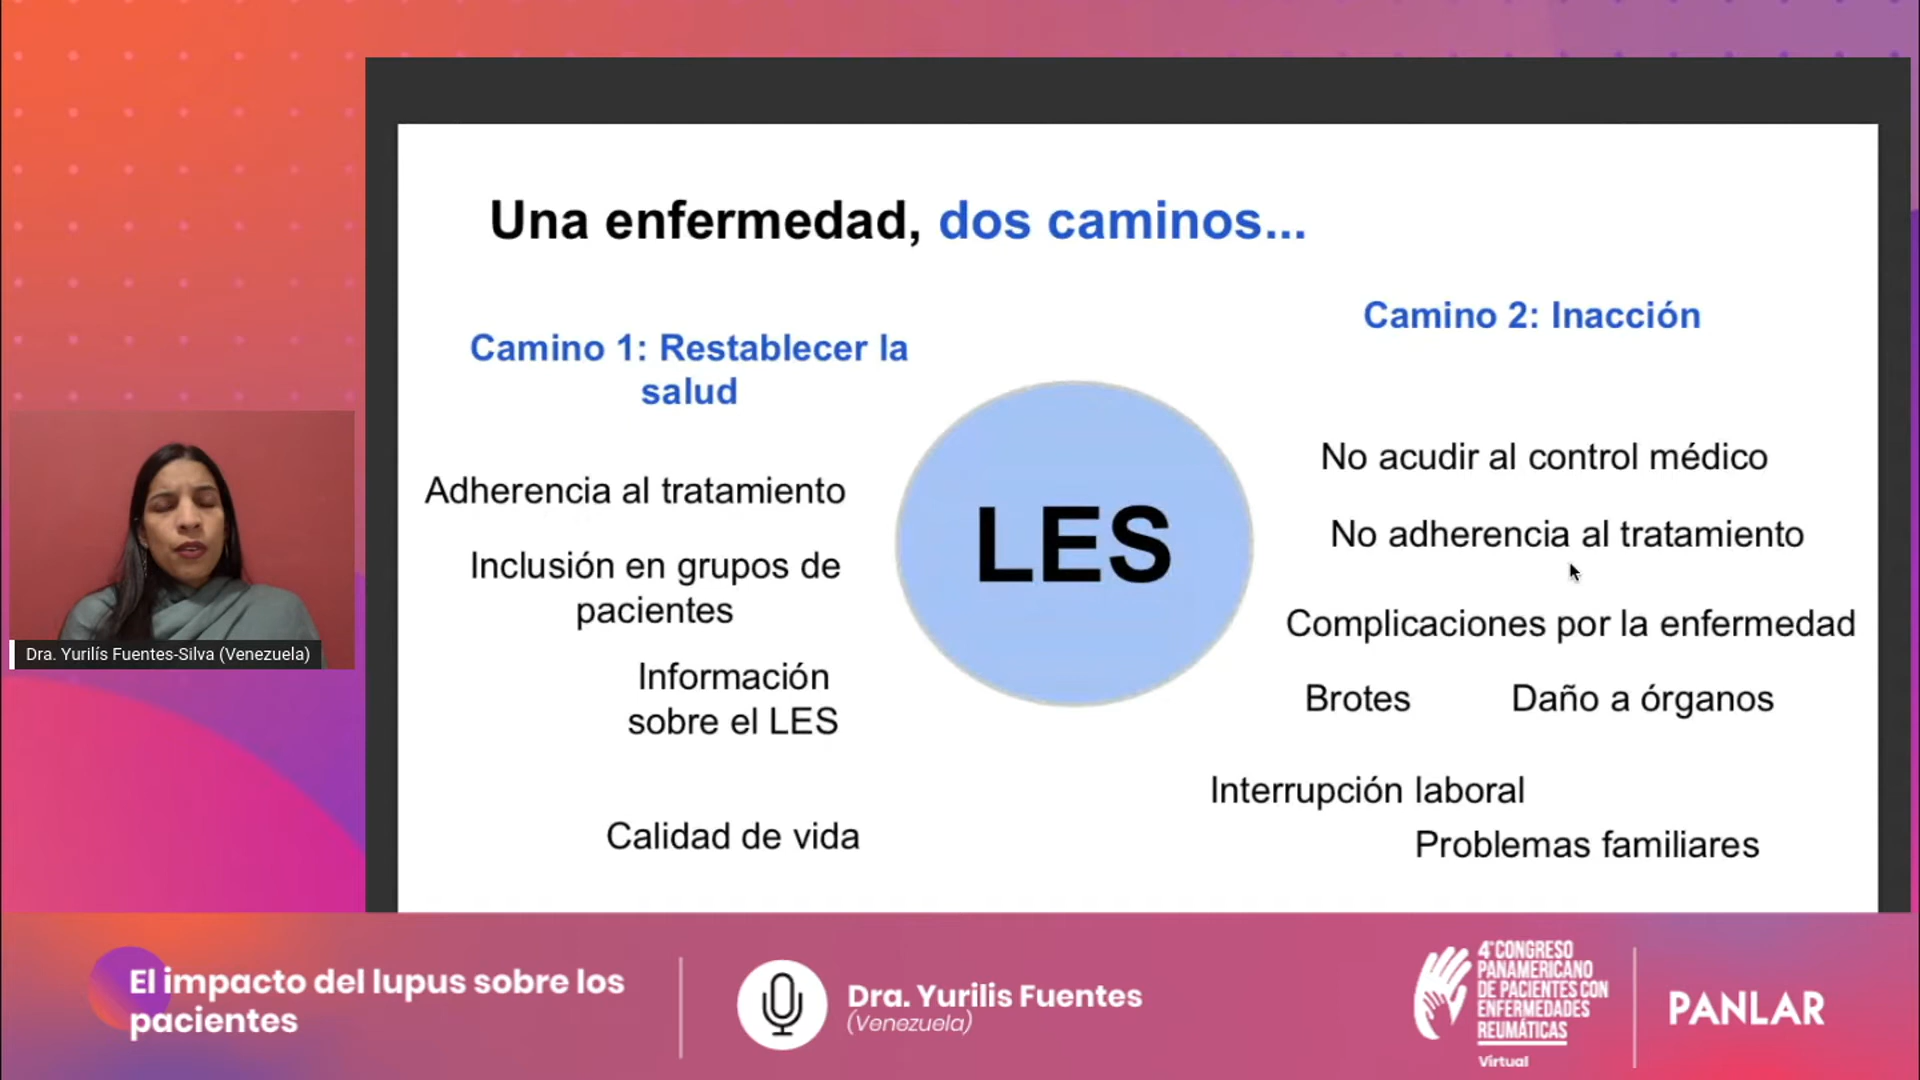 Una enfermedad, dos caminos...
Camino 1: Restablecer la
salud
Adherencia al tratamiento
Inclusión en grupos de
pacientes
Información
sobre el LES
Calidad de vida
LES
Camino 2: Inacción
No acudir al control médico
No adherencia al tratamiento
Complicaciones por la enfermedad
Brotes
Daño a órganos
Interrupción laboral
Problemas familiares
Dra. Yurilís Fuentes-Silva (Venezuela)
El impacto del lupus sobre los
pacientes
Dra. Yurilis Fuentes
(Venezuela)
4°CONGRESO
PANAMERICANO
DE PACIENTES CON
ENFERMEDADES
REUMÁTICAS
Virtual
PANLAR